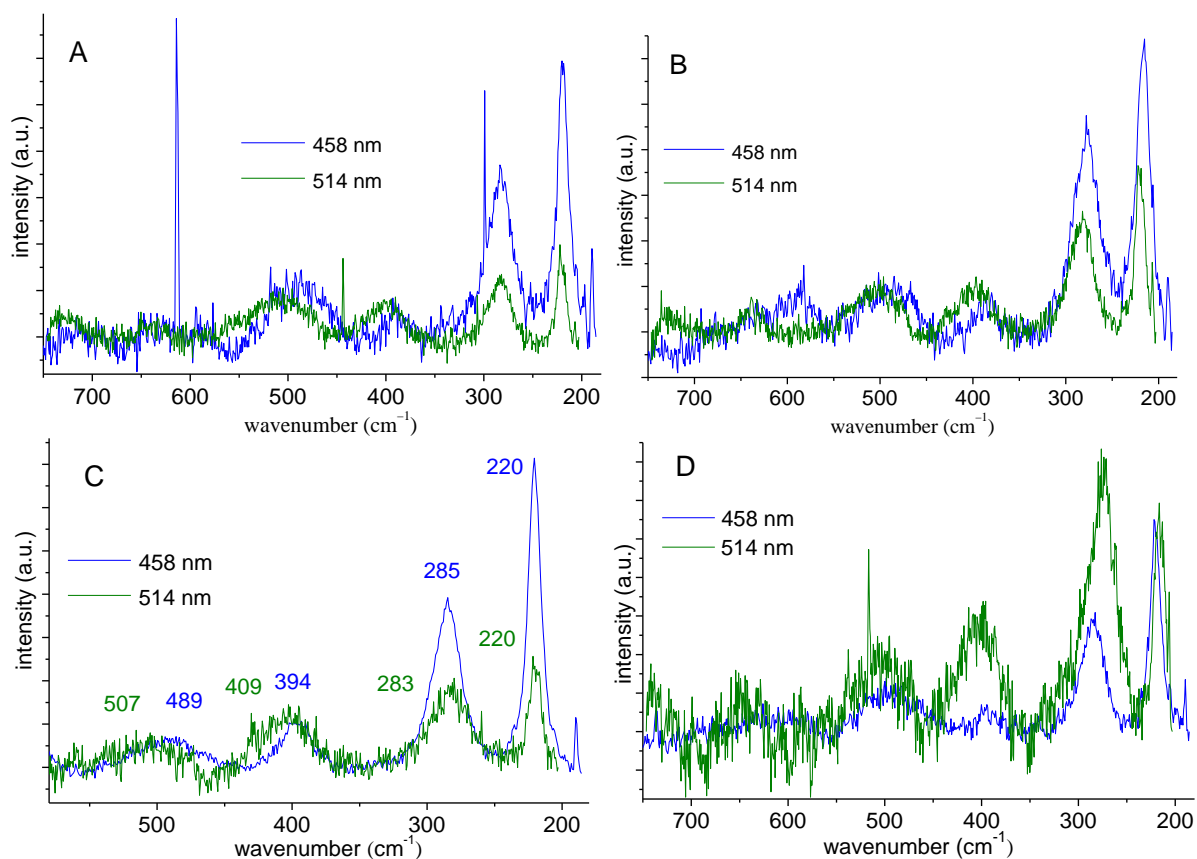 A
intensity (a.u.)
458 nm
514 nm
700 600 500 400 300 200
wavenumber (cm⁻¹)
B
intensity (a.u.)
458 nm
514 nm
700 600 500 400 300 200
wavenumber (cm⁻¹)
C
intensity (a.u.)
458 nm
514 nm
220
285
220
507 489 409 394 283
500 400 300 200
wavenumber (cm⁻¹)
D
intensity (a.u.)
458 nm
514 nm
700 600 500 400 300 200
wavenumber (cm⁻¹)